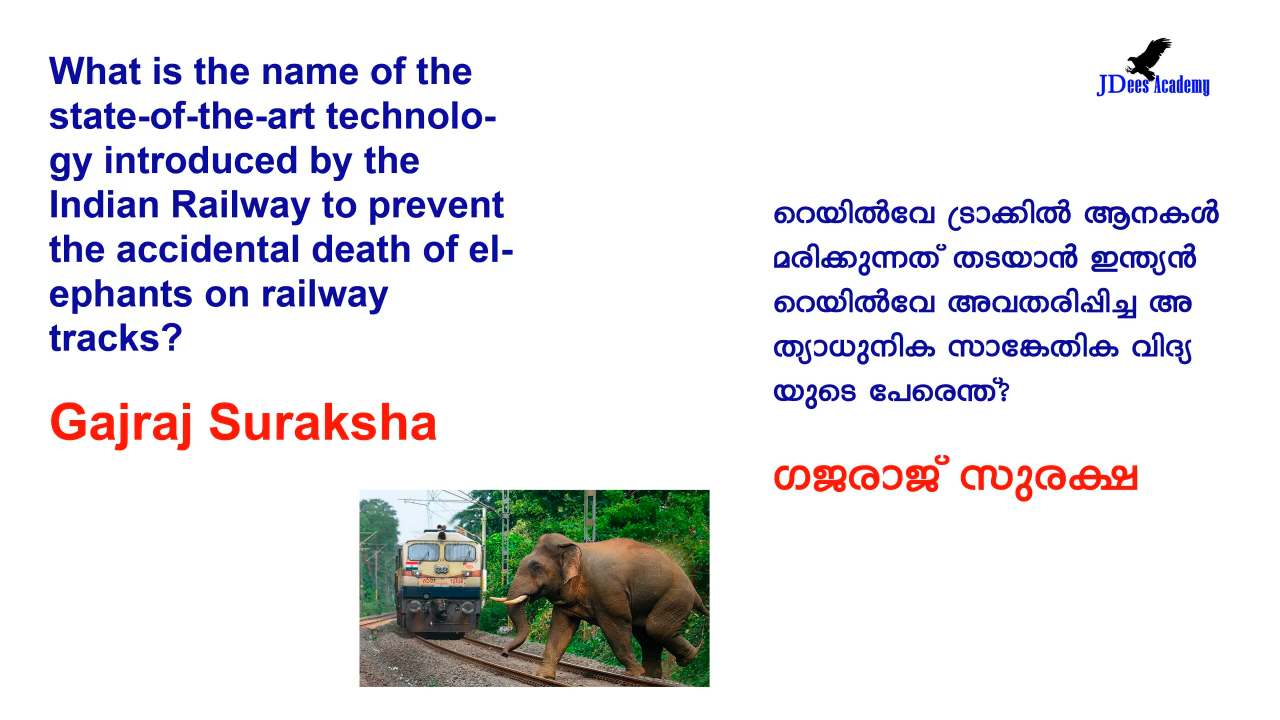 What is the name of the
state-of-the-art technolo-
gy introduced by the
Indian Railway to prevent
the accidental death of el-
ephants on railway
tracks?
Gajraj Suraksha
JDees Academy
റെയിൽവേ ട്രാക്കിൽ ആനകൾ
മരിക്കുന്നത് തടയാൻ ഇന്ത്യൻ
റെയിൽവേ അവതരിപ്പിച്ച അ
ത്യാധുനിക സാങ്കേതിക വിദ്യ
യുടെ പേരെന്ത്?
ഗജരാജ് സുരക്ഷ